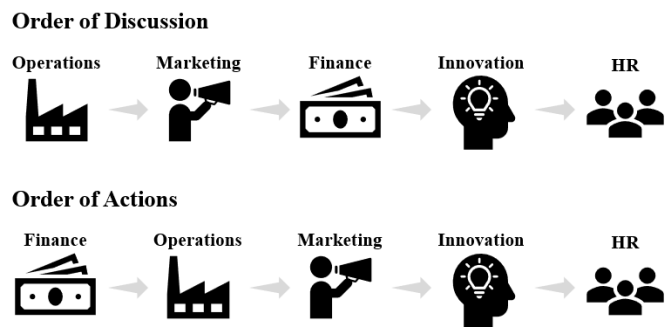 Order of Discussion
Operations Marketing Finance Innovation HR
Order of Actions
Finance Operations Marketing Innovation HR